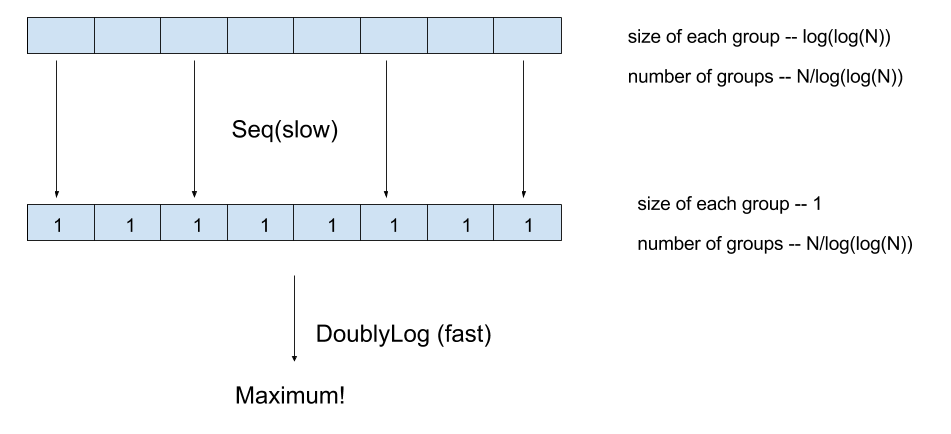 size of each group -- log(log(N))
number of groups -- N/log(log(N))
Seq(slow)
1 1 1 1 1 1 1 1
size of each group -- 1
number of groups -- N/log(log(N))
DoublyLog (fast)
Maximum!